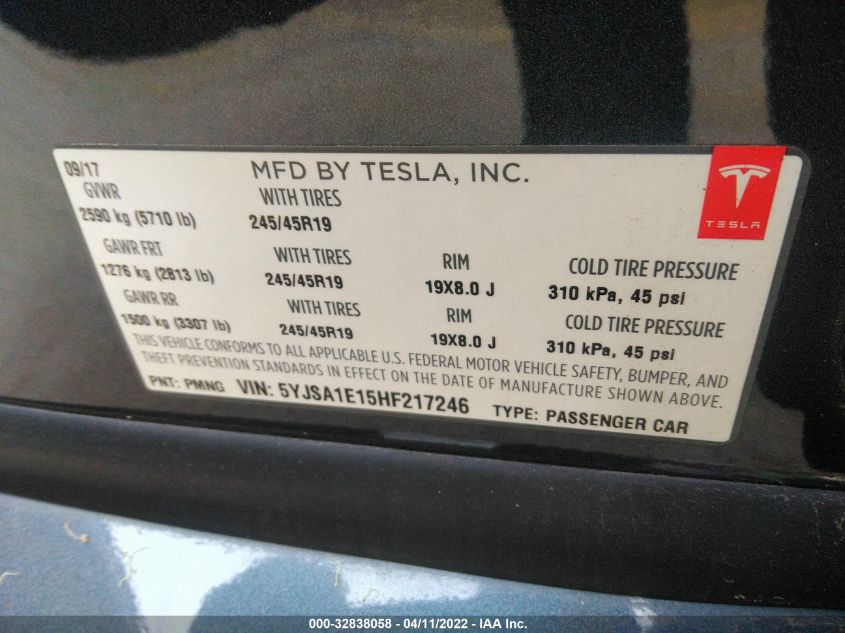 09/17 MFD BY TESLA, INC.
GVWR WITH TIRES
2590 kg (5710 lb) 245/45R19
TESLA
GAWR FRT WITH TIRES RIM COLD TIRE PRESSURE
1276 kg (2813 lb) 245/45R19 19X8.0 J 310 kPa, 45 psi
GAWR RR WITH TIRES RIM COLD TIRE PRESSURE
1500 kg (3307 lb) 245/45R19 19X8.0 J 310 kPa, 45 psi
THIS VEHICLE CONFORMS TO ALL APPLICABLE U.S. FEDERAL MOTOR VEHICLE SAFETY, BUMPER, AND
THEFT PREVENTION STANDARDS IN EFFECT ON THE DATE OF MANUFACTURE SHOWN ABOVE.
PNT: PMNG VIN: 5YJSA1E15HF217246 TYPE: PASSENGER CAR
000-32838058 - 04/11/2022 - IAA Inc.